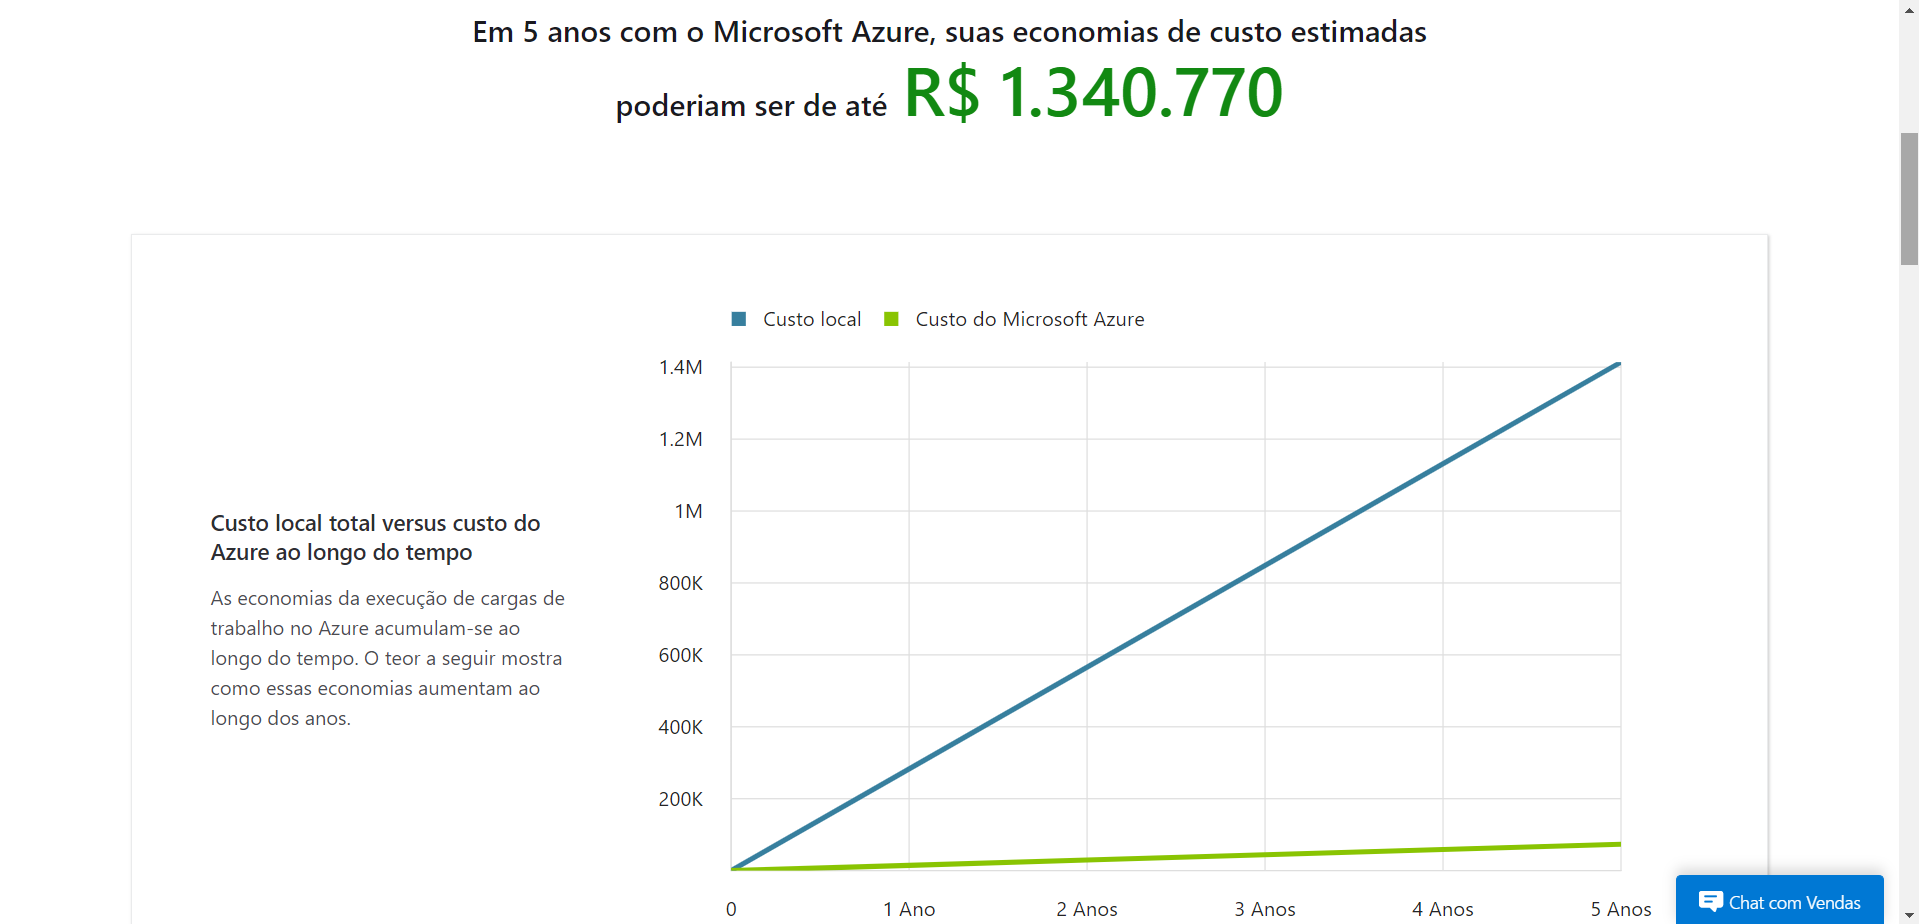 Em 5 anos com o Microsoft Azure, suas economias de custo estimadas
poderiam ser de até R$ 1.340.770
Custo local Custo do Microsoft Azure
1.4M
1.2M
1M
800K
600K
400K
200K
0 1 Ano 2 Anos 3 Anos 4 Anos 5 Anos
Custo local total versus custo do
Azure ao longo do tempo
As economias da execução de cargas de
trabalho no Azure acumulam-se ao
longo do tempo. O teor a seguir mostra
como essas economias aumentam ao
longo dos anos.
Chat com Vendas